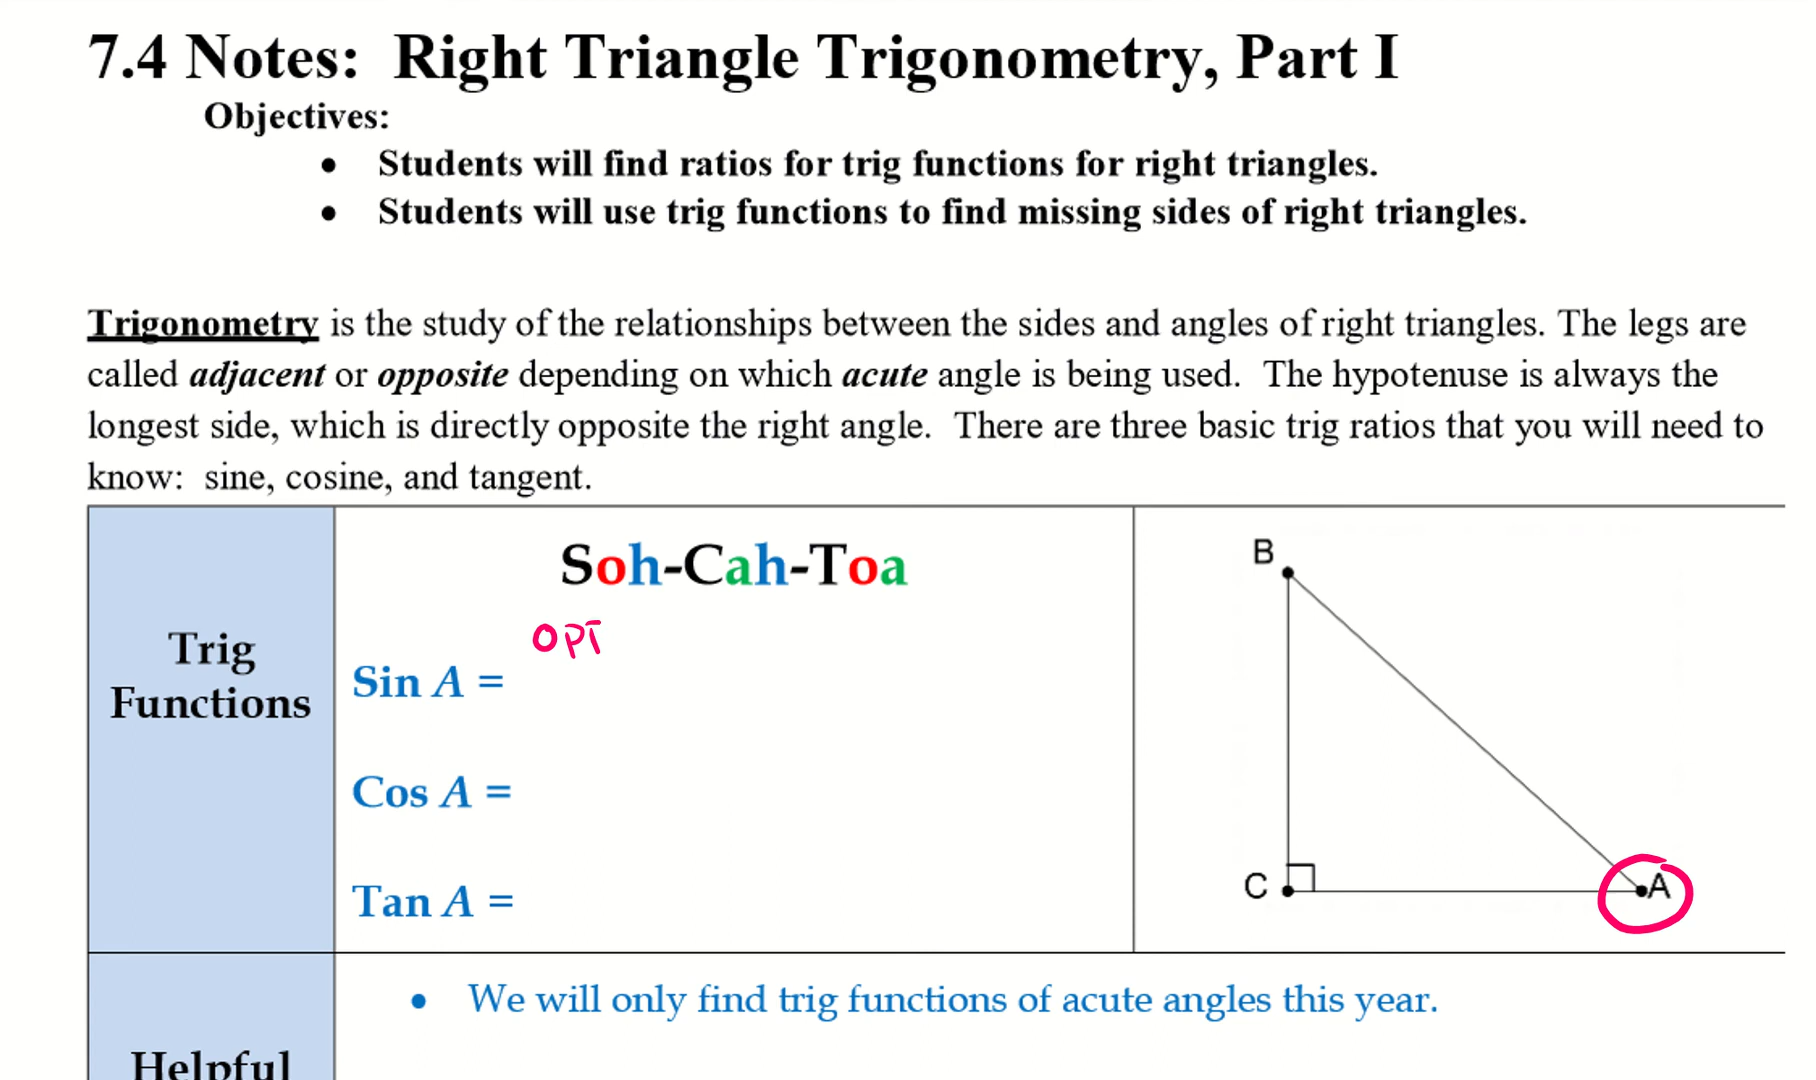 7.4 Notes: Right Triangle Trigonometry, Part I
Objectives:
• Students will find ratios for trig functions for right triangles.
• Students will use trig functions to find missing sides of right triangles.
Trigonometry is the study of the relationships between the sides and angles of right triangles. The legs are
called adjacent or opposite depending on which acute angle is being used. The hypotenuse is always the
longest side, which is directly opposite the right angle. There are three basic trig ratios that you will need to
know: sine, cosine, and tangent.
Trig
Functions
Soh-Cah-Toa
OPT
Sin A =
Cos A =
Tan A =
B
C
A
Helpful
• We will only find trig functions of acute angles this year.